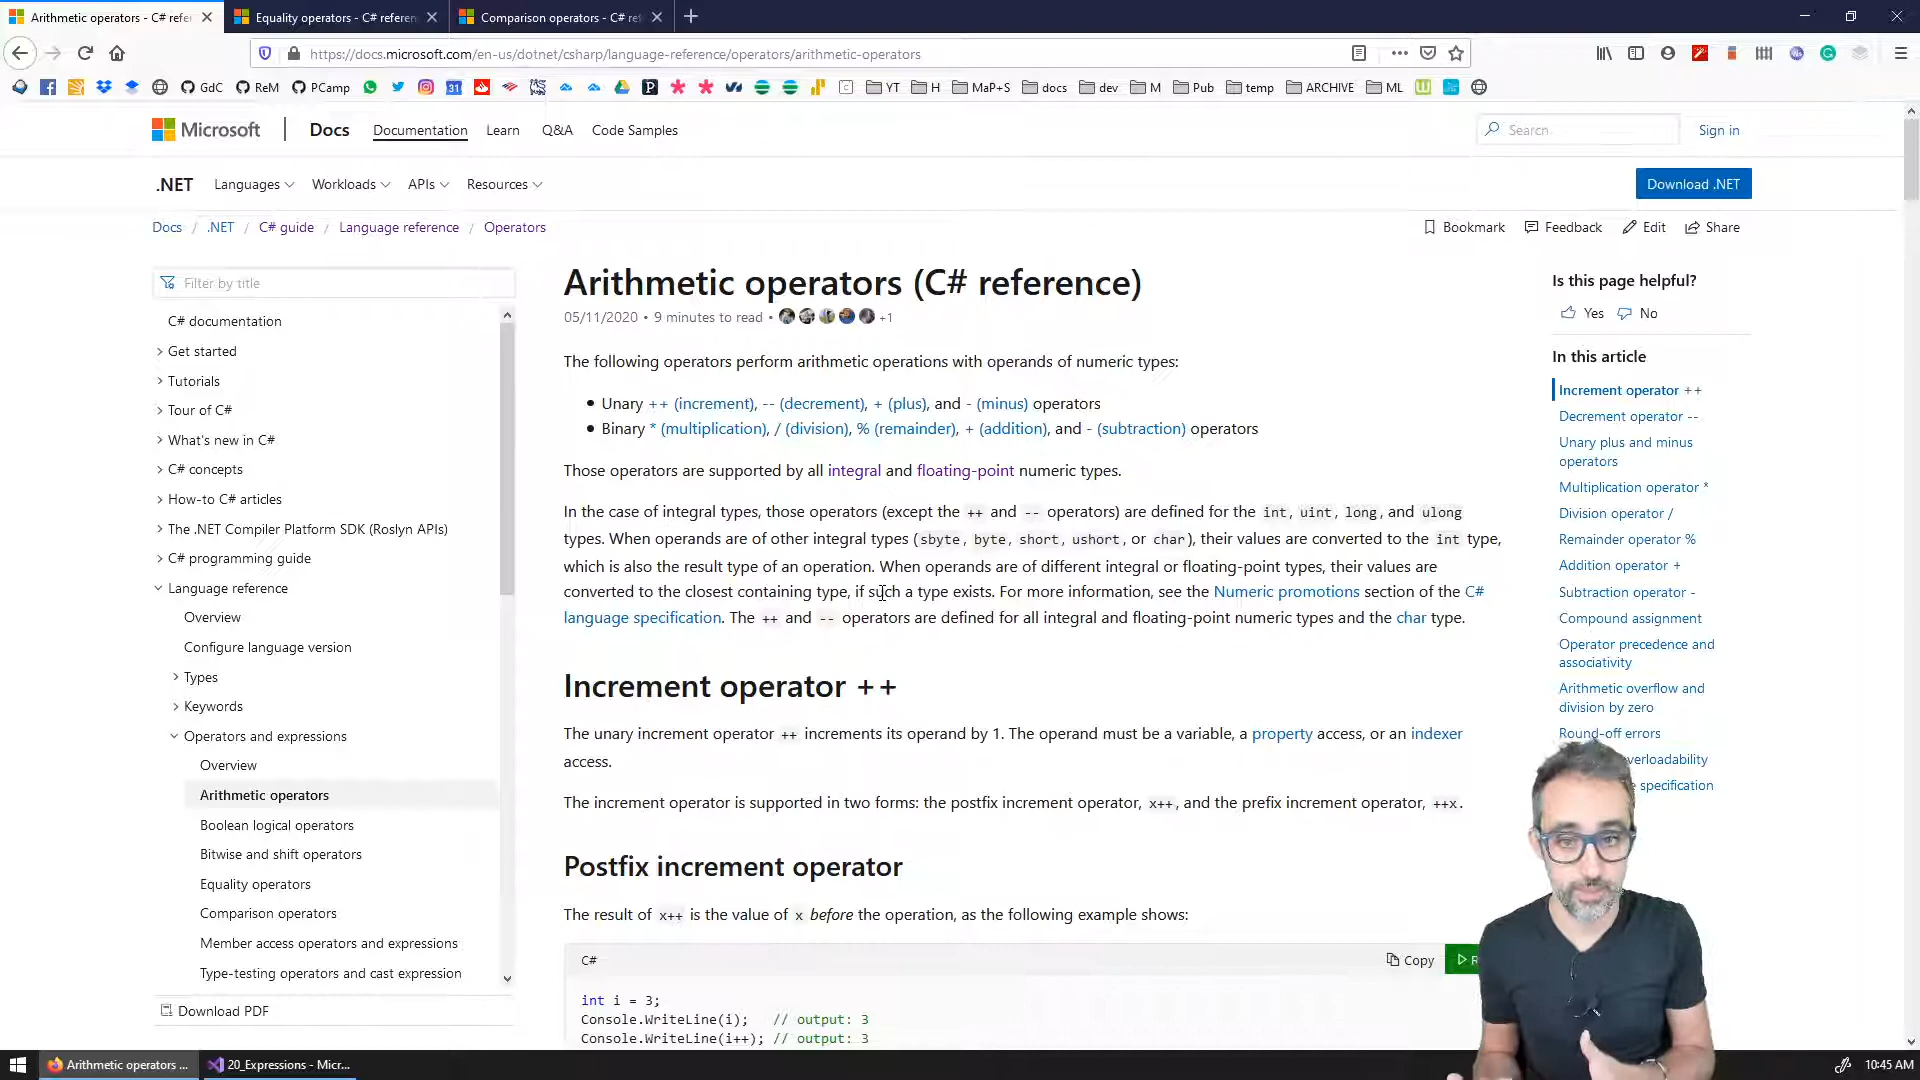 Arithmetic operators - C# refe
Equality operators - C# referen
Comparison operators - C# ref
https://docs.microsoft.com/en-us/dotnet/csharp/language-reference/operators/arithmetic-operators
GdC
ReM
PCamp
YT
H
MaP+S
docs
dev
M
Pub
temp
ARCHIVE
ML
Microsoft
Docs
Documentation
Learn
Q&A
Code Samples
Search
Sign in
.NET
Languages
Workloads
APIs
Resources
Download .NET
Docs / .NET / C# guide / Language reference / Operators
Bookmark
Feedback
Edit
Share
Filter by title
C# documentation
Get started
Tutorials
Tour of C#
What's new in C#
C# concepts
How-to C# articles
The .NET Compiler Platform SDK (Roslyn APIs)
C# programming guide
Language reference
Overview
Configure language version
Types
Keywords
Operators and expressions
Overview
Arithmetic operators
Boolean logical operators
Bitwise and shift operators
Equality operators
Comparison operators
Member access operators and expressions
Type-testing operators and cast expression
Download PDF
Arithmetic operators (C# reference)
05/11/2020 • 9 minutes to read • +1
The following operators perform arithmetic operations with operands of numeric types:
• Unary ++ (increment), -- (decrement), + (plus), and - (minus) operators
• Binary * (multiplication), / (division), % (remainder), + (addition), and - (subtraction) operators
Those operators are supported by all integral and floating-point numeric types.
In the case of integral types, those operators (except the ++ and -- operators) are defined for the int, uint, long, and ulong
types. When operands are of other integral types (sbyte, byte, short, ushort, or char), their values are converted to the int type,
which is also the result type of an operation. When operands are of different integral or floating-point types, their values are
converted to the closest containing type, if such a type exists. For more information, see the Numeric promotions section of the C#
language specification. The ++ and -- operators are defined for all integral and floating-point numeric types and the char type.
Increment operator ++
The unary increment operator ++ increments its operand by 1. The operand must be a variable, a property access, or an indexer
access.
The increment operator is supported in two forms: the postfix increment operator, x++, and the prefix increment operator, ++x.
Postfix increment operator
The result of x++ is the value of x before the operation, as the following example shows:
C#
Copy
R
int i = 3;
Console.WriteLine(i);   // output: 3
Console.WriteLine(i++); // output: 3
Is this page helpful?
Yes
No
In this article
Increment operator ++
Decrement operator --
Unary plus and minus
operators
Multiplication operator *
Division operator /
Remainder operator %
Addition operator +
Subtraction operator -
Compound assignment
Operator precedence and
associativity
Arithmetic overflow and
division by zero
Round-off errors
verloadability
e specification
Arithmetic operators ...
20_Expressions - Micr...
10:45 AM